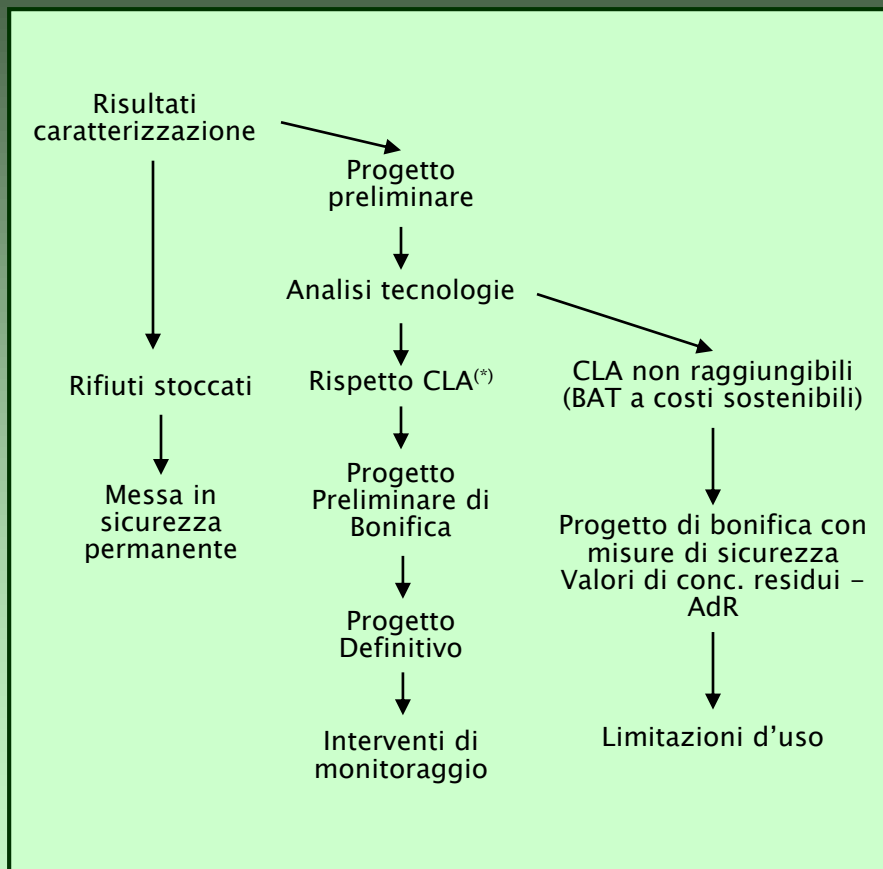 Risultati
caratterizzazione
Progetto
preliminare
Analisi tecnologie
Rifiuti stoccati
Messa in
sicurezza
permanente
Rispetto CLA(*)
Progetto
Preliminare di
Bonifica
Progetto
Definitivo
Interventi di
monitoraggio
CLA non raggiungibili
(BAT a costi sostenibili)
Progetto di bonifica con
misure di sicurezza
Valori di conc. residui –
AdR
Limitazioni d’uso